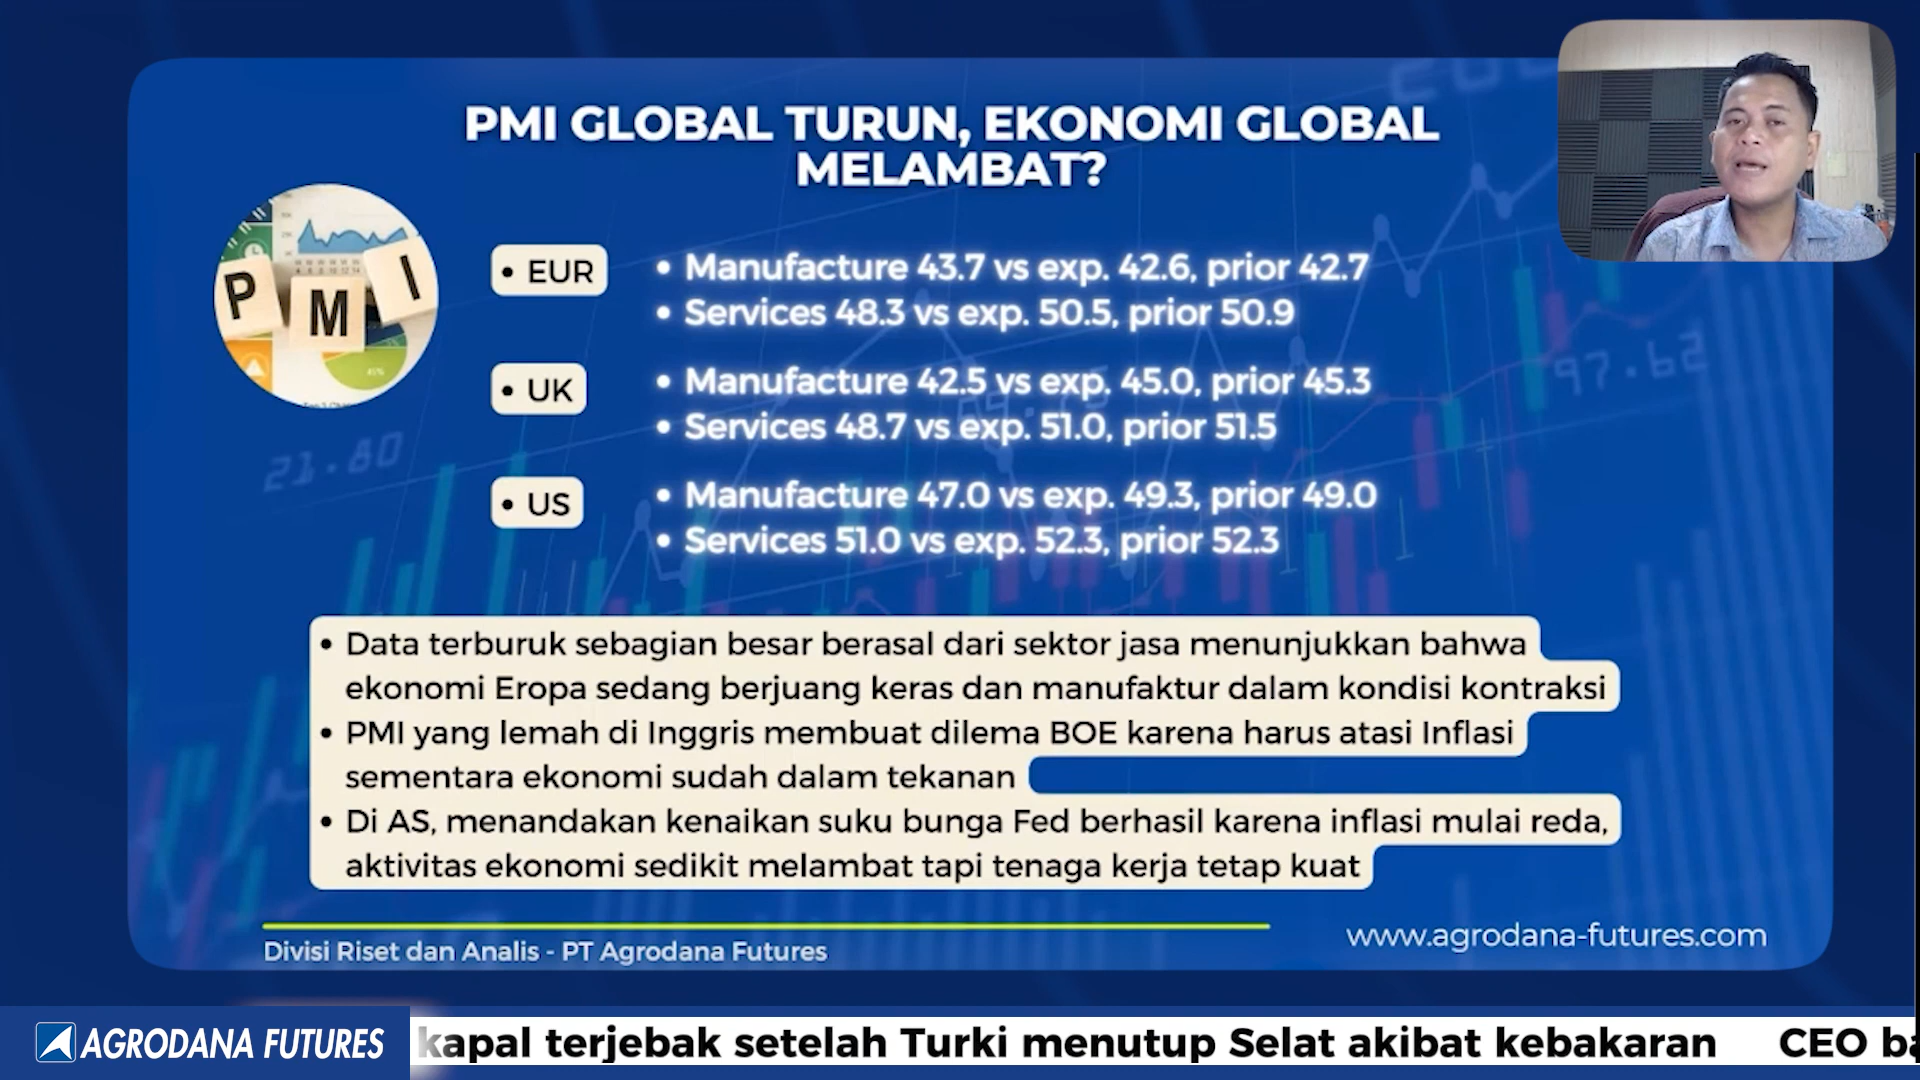 PMI GLOBAL TURUN, EKONOMI GLOBAL
MELAMBAT?
P M I
• EUR
• Manufacture 43.7 vs exp. 42.6, prior 42.7
• Services 48.3 vs exp. 50.5, prior 50.9
• UK
• Manufacture 42.5 vs exp. 45.0, prior 45.3
• Services 48.7 vs exp. 51.0, prior 51.5
• US
• Manufacture 47.0 vs exp. 49.3, prior 49.0
• Services 51.0 vs exp. 52.3, prior 52.3
21.80
97.62
• Data terburuk sebagian besar berasal dari sektor jasa menunjukkan bahwa
ekonomi Eropa sedang berjuang keras dan manufaktur dalam kondisi kontraksi
• PMI yang lemah di Inggris membuat dilema BOE karena harus atasi Inflasi
sementara ekonomi sudah dalam tekanan
• Di AS, menandakan kenaikan suku bunga Fed berhasil karena inflasi mulai reda,
aktivitas ekonomi sedikit melambat tapi tenaga kerja tetap kuat
Divisi Riset dan Analis - PT Agrodana Futures
www.agrodana-futures.com
AGRODANA FUTURES
kapal terjebak setelah Turki menutup Selat akibat kebakaran CEO ba